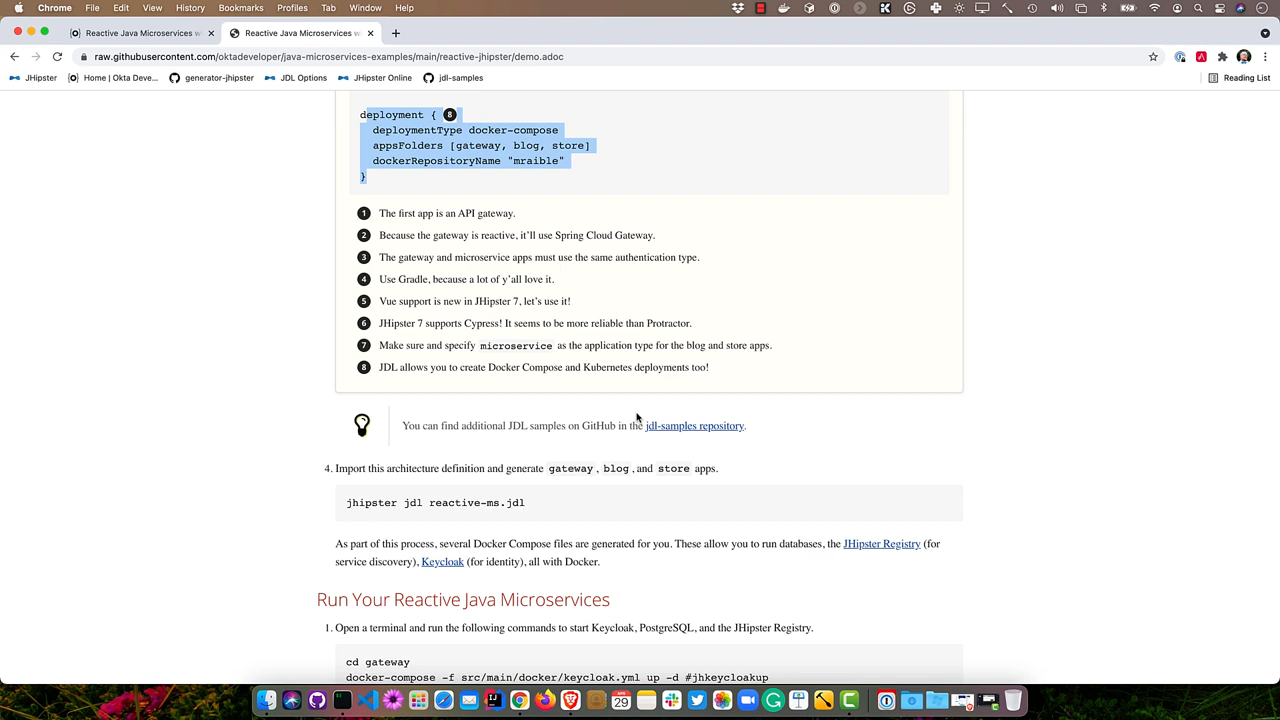 Chrome File Edit View History Bookmarks Profiles Tab Window Help
Reactive Java Microservices w
Reactive Java Microservices w
raw.githubusercontent.com/oktadeveloper/java-microservices-examples/main/reactive-jhipster/demo.adoc
JHipster Home | Okta Deve... generator-jhipster JDL Options JHipster Online jdl-samples Reading List
deployment { 8
deploymentType docker-compose
appsFolders [gateway, blog, store]
dockerRepositoryName "mraible"
}
1 The first app is an API gateway.
2 Because the gateway is reactive, it’ll use Spring Cloud Gateway.
3 The gateway and microservice apps must use the same authentication type.
4 Use Gradle, because a lot of y’all love it.
5 Vue support is new in JHipster 7, let’s use it!
6 JHipster 7 supports Cypress! It seems to be more reliable than Protractor.
7 Make sure and specify microservice as the application type for the blog and store apps.
8 JDL allows you to create Docker Compose and Kubernetes deployments too!
You can find additional JDL samples on GitHub in the jdl-samples repository.
4. Import this architecture definition and generate gateway, blog, and store apps.
jhipster jdl reactive-ms.jdl
As part of this process, several Docker Compose files are generated for you. These allow you to run databases, the JHipster Registry (for
service discovery), Keycloak (for identity), all with Docker.
Run Your Reactive Java Microservices
1. Open a terminal and run the following commands to start Keycloak, PostgreSQL, and the JHipster Registry.
cd gateway
docker-compose -f src/main/docker/keycloak.yml up -d #jhkeycloakup
APR
29